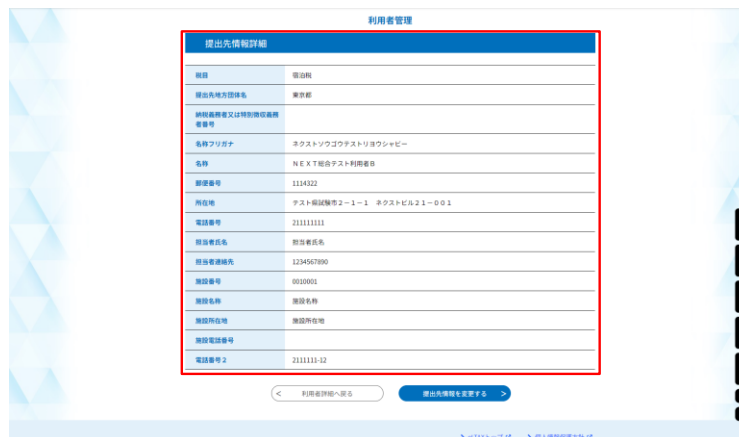 利用者管理
提出先情報詳細
税目 宿泊税
提出先地方団体名 東京都
納税義務者又は特別徴収義務
者番号
名称フリガナ ネクストソウゴウテストリヨウシャビー
名称 ＮＥＸＴ総合テスト利用者Ｂ
郵便番号 1114322
所在地 テスト県試験市２－１－１　ネクストビル２１－００１
電話番号 211111111
担当者氏名 担当者氏名
担当者連絡先 1234567890
施設番号 0010001
施設名称 施設名称
施設所在地 施設所在地
施設電話番号
電話番号２ 2111111-12
< 利用者詳細へ戻る 提出先情報を変更する >